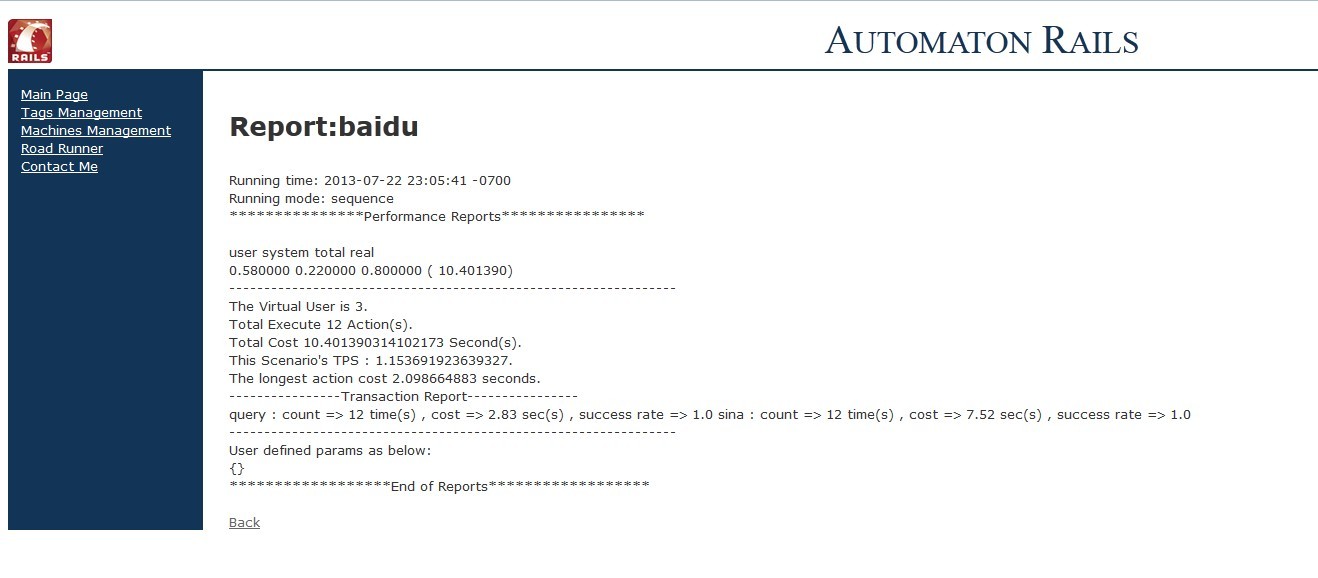 RAILS
AUTOMATON RAILS
Main Page
Tags Management
Machines Management
Road Runner
Contact Me
Report:baidu
Running time: 2013-07-22 23:05:41 -0700
Running mode: sequence
***************Performance Reports****************
user system total real
0.580000 0.220000 0.800000 ( 10.401390)
----------------------------------------------------------------
The Virtual User is 3.
Total Execute 12 Action(s).
Total Cost 10.401390314102173 Second(s).
This Scenario's TPS : 1.153691923639327.
The longest action cost 2.098664883 seconds.
----------------Transaction Report----------------
query : count => 12 time(s) , cost => 2.83 sec(s) , success rate => 1.0 sina : count => 12 time(s) , cost => 7.52 sec(s) , success rate => 1.0
----------------------------------------------------------------
User defined params as below:
{}
******************End of Reports******************
Back